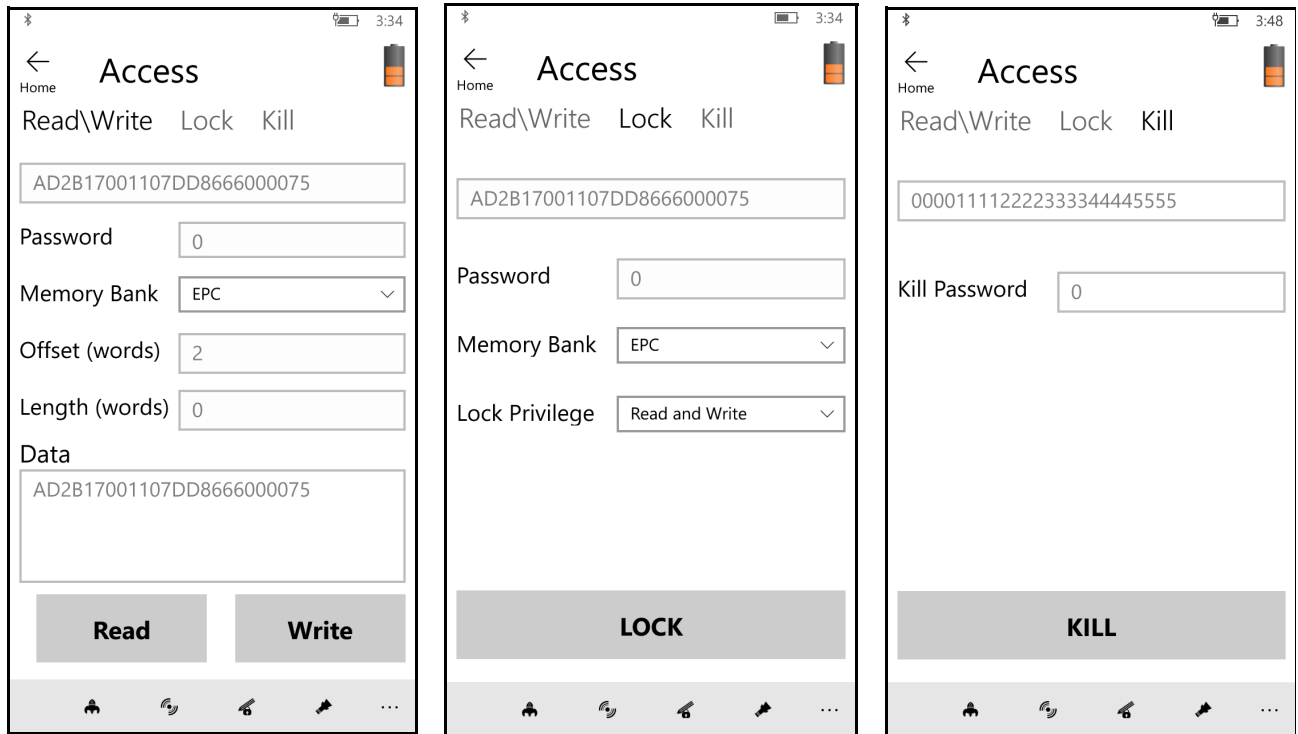 3:34
Home
Access
Read\Write Lock Kill
AD2B17001107DD8666000075
Password 0
Memory Bank EPC
Offset (words) 2
Length (words) 0
Data
AD2B17001107DD8666000075
Read Write
...
3:34
Home
Access
Read\Write Lock Kill
AD2B17001107DD8666000075
Password 0
Memory Bank EPC
Lock Privilege Read and Write
LOCK
...
3:48
Home
Access
Read\Write Lock Kill
000011112222333344445555
Kill Password 0
KILL
...